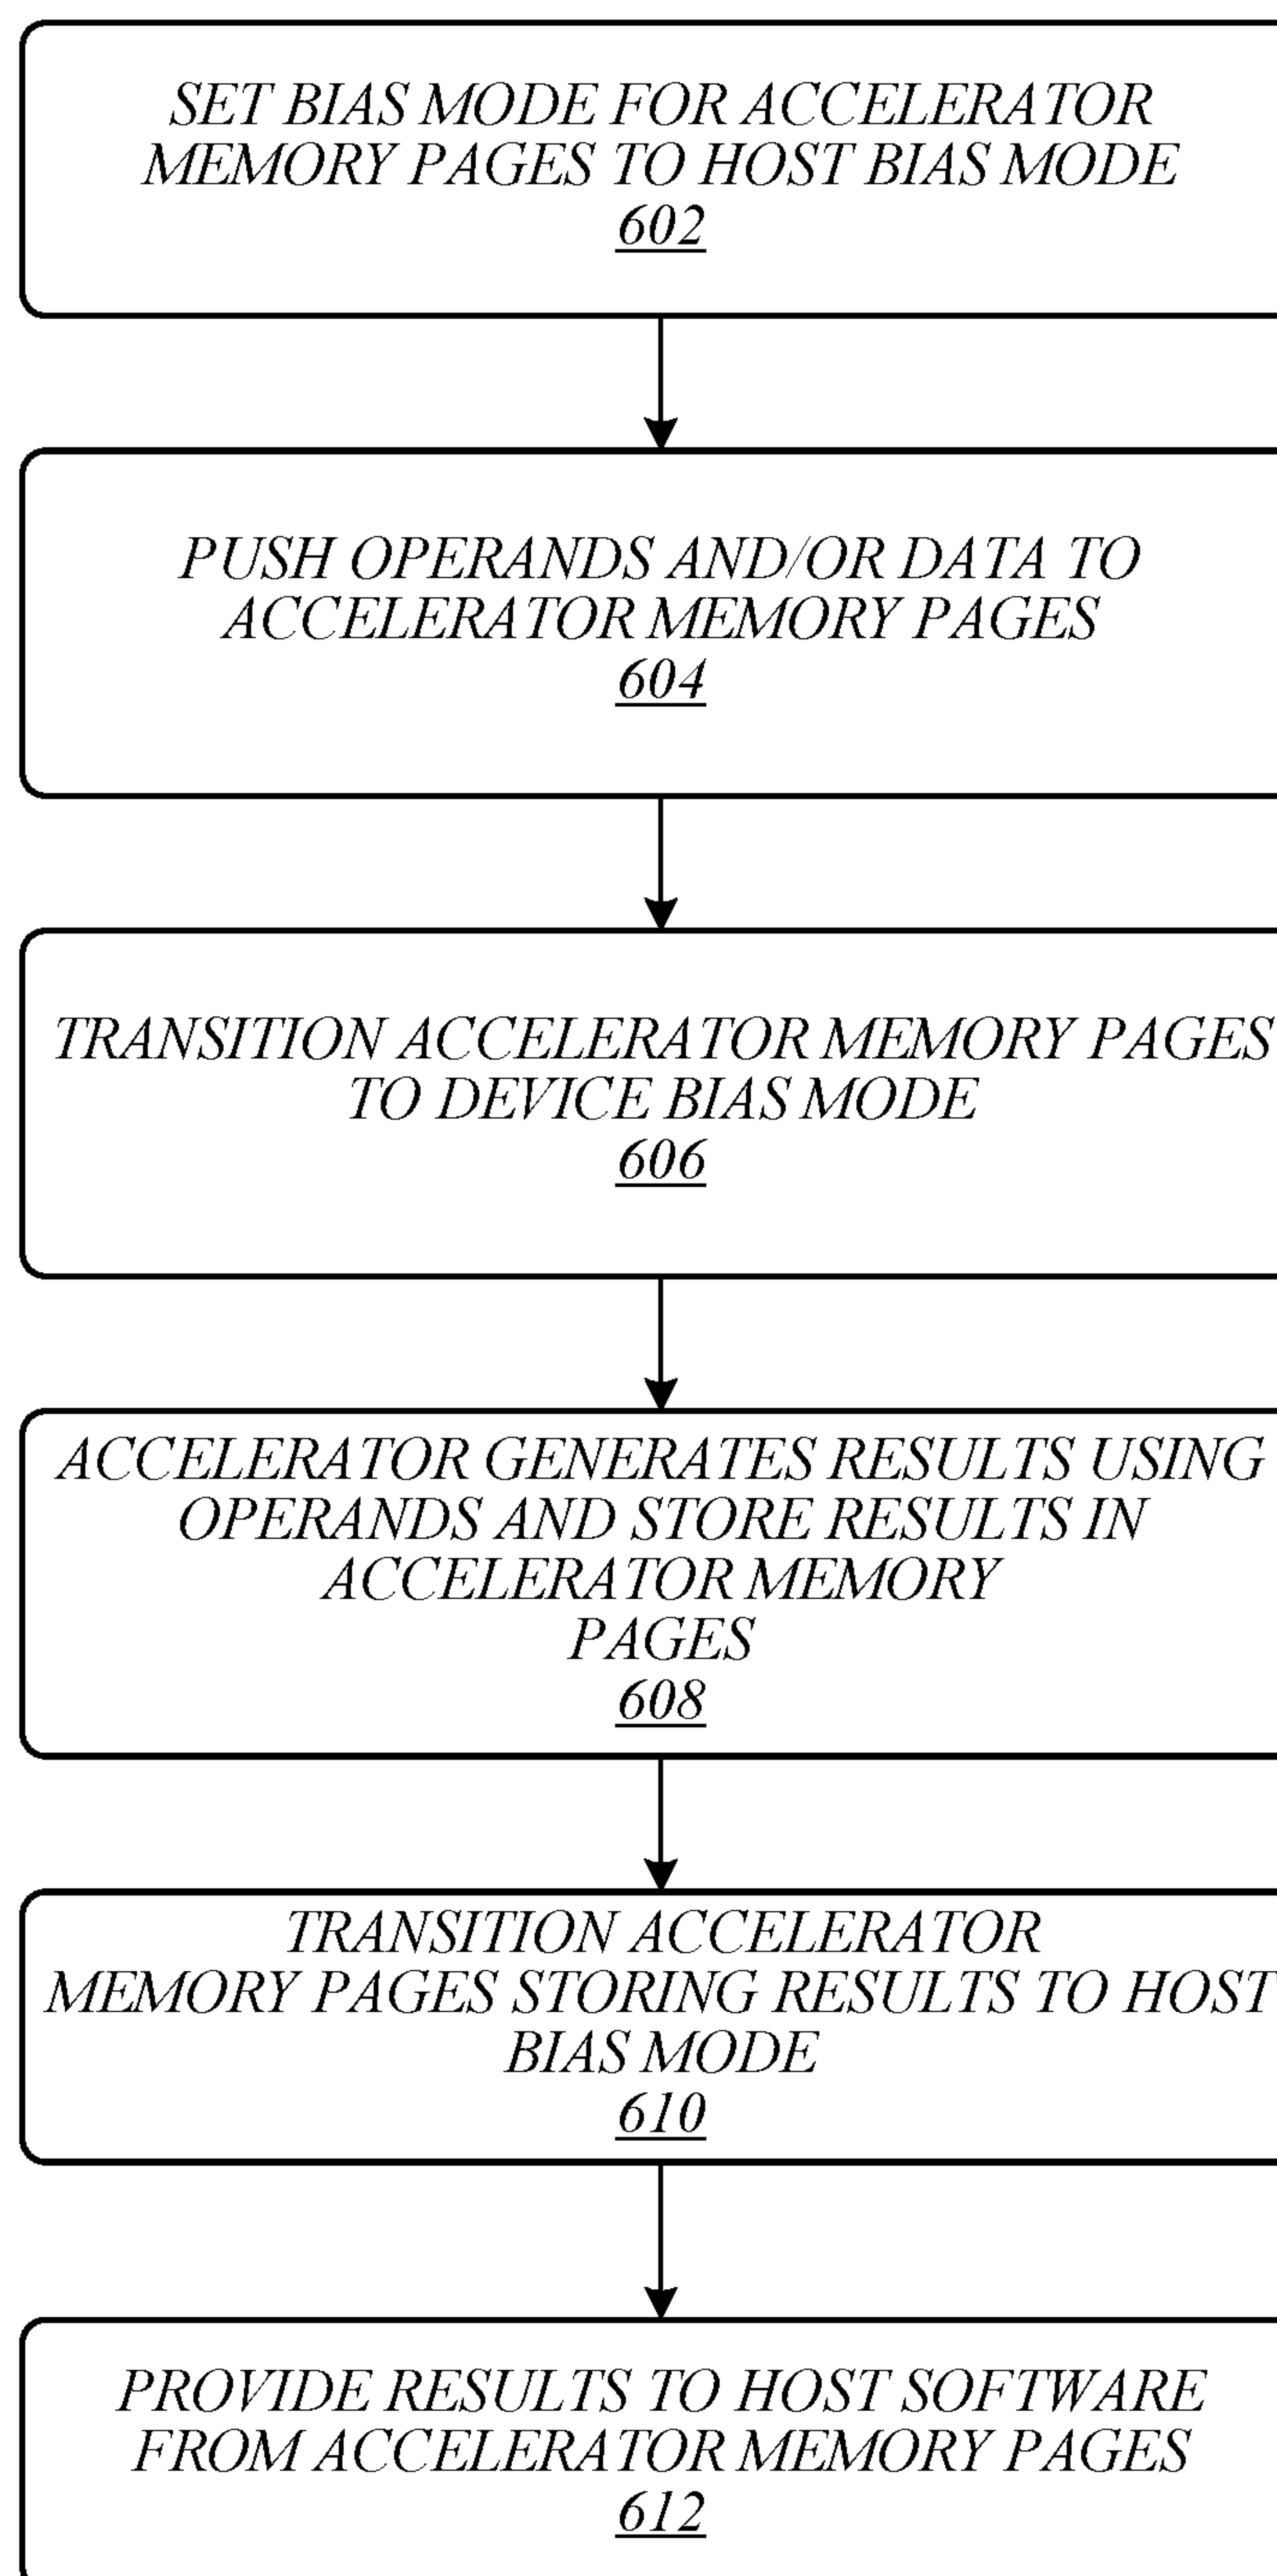 SET BIAS MODE FOR ACCELERATOR
MEMORY PAGES TO HOST BIAS MODE
602
PUSH OPERANDS AND/OR DATA TO
ACCELERATOR MEMORY PAGES
604
TRANSITION ACCELERATOR MEMORY PAGES
TO DEVICE BIAS MODE
606
ACCELERATOR GENERATES RESULTS USING
OPERANDS AND STORE RESULTS IN
ACCELERATOR MEMORY
PAGES
608
TRANSITION ACCELERATOR
MEMORY PAGES STORING RESULTS TO HOST
BIAS MODE
610
PROVIDE RESULTS TO HOST SOFTWARE
FROM ACCELERATOR MEMORY PAGES
612